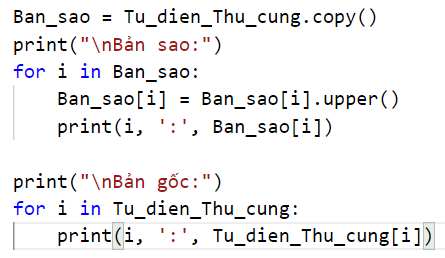 Ban_sao = Tu_dien_Thu_cung.copy()
print("\nBản sao:")
for i in Ban_sao:
    Ban_sao[i] = Ban_sao[i].upper()
    print(i, ':', Ban_sao[i])

print("\nBản gốc:")
for i in Tu_dien_Thu_cung:
    print(i, ':', Tu_dien_Thu_cung[i])